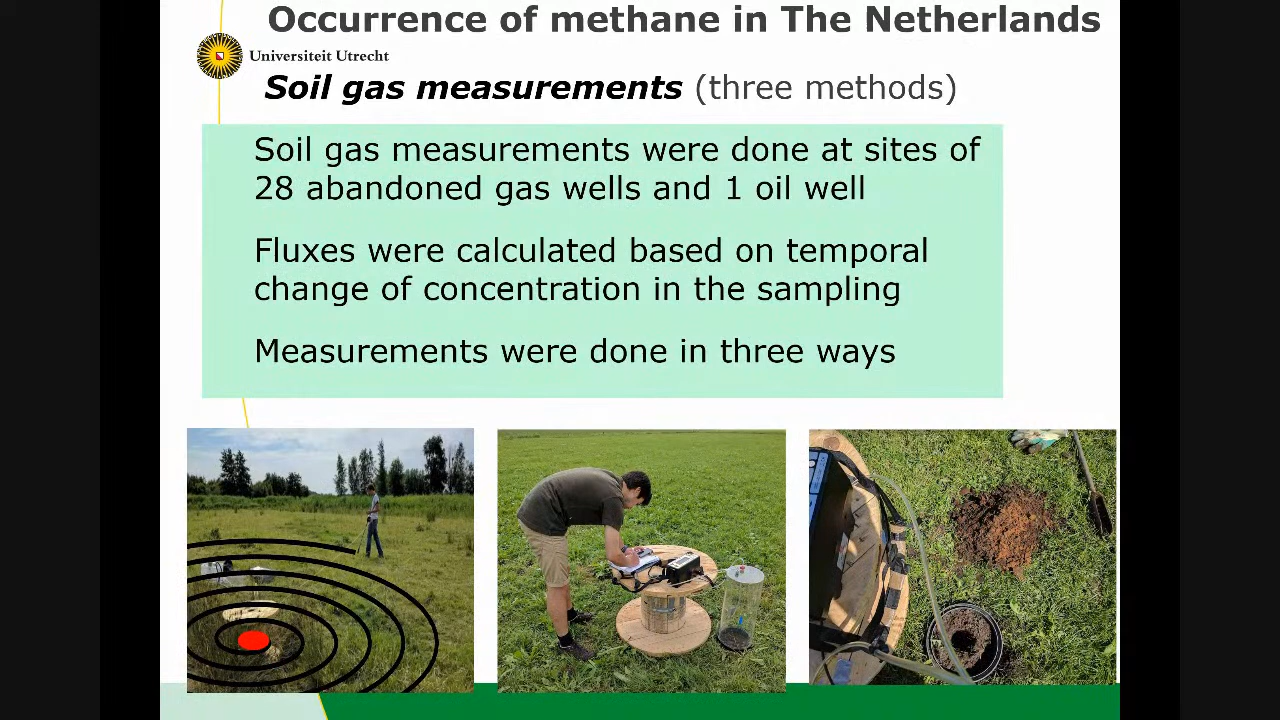 Occurrence of methane in The Netherlands
Universiteit Utrecht
Soil gas measurements (three methods)
Soil gas measurements were done at sites of
28 abandoned gas wells and 1 oil well
Fluxes were calculated based on temporal
change of concentration in the sampling
Measurements were done in three ways